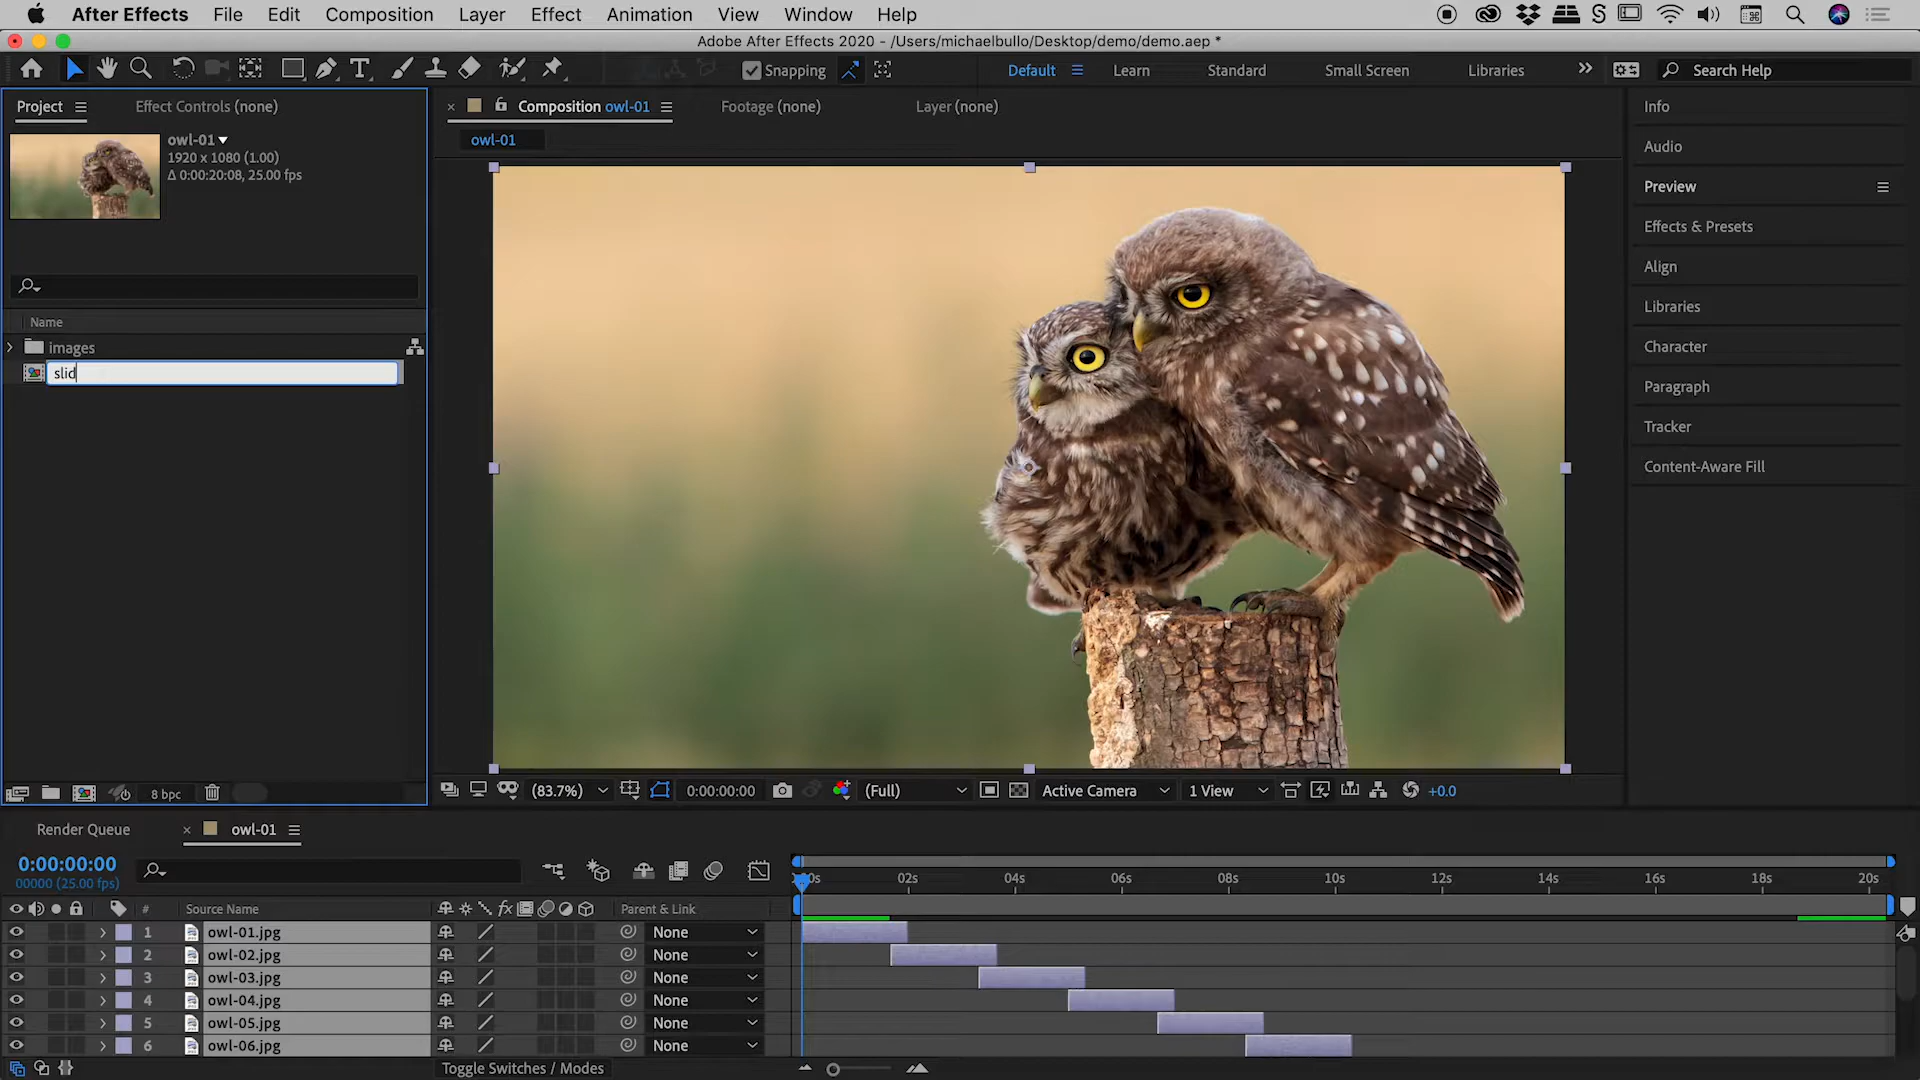 After Effects File Edit Composition Layer Effect Animation View Window Help
Adobe After Effects 2020 - /Users/michaelbullo/Desktop/demo/demo.aep *
Snapping Default Learn Standard Small Screen Libraries Search Help
Project Effect Controls (none) Composition owl-01 Footage (none) Layer (none) Info
owl-01
owl-01
1920 x 1080 (1.00)
Δ 0:00:20:08, 25.00 fps
Audio
Preview
Effects & Presets
Align
Libraries
Character
Paragraph
Tracker
Content-Aware Fill
Name
images
slid
8 bpc
(83.7%) 0:00:00:00 (Full) Active Camera 1 View +0.0
Render Queue owl-01
0:00:00:00
00000 (25.00 fps)
02s 04s 06s 08s 10s 12s 14s 16s 18s 20s
# Source Name fx Parent & Link
1 owl-01.jpg None
2 owl-02.jpg None
3 owl-03.jpg None
4 owl-04.jpg None
5 owl-05.jpg None
6 owl-06.jpg None
Toggle Switches / Modes